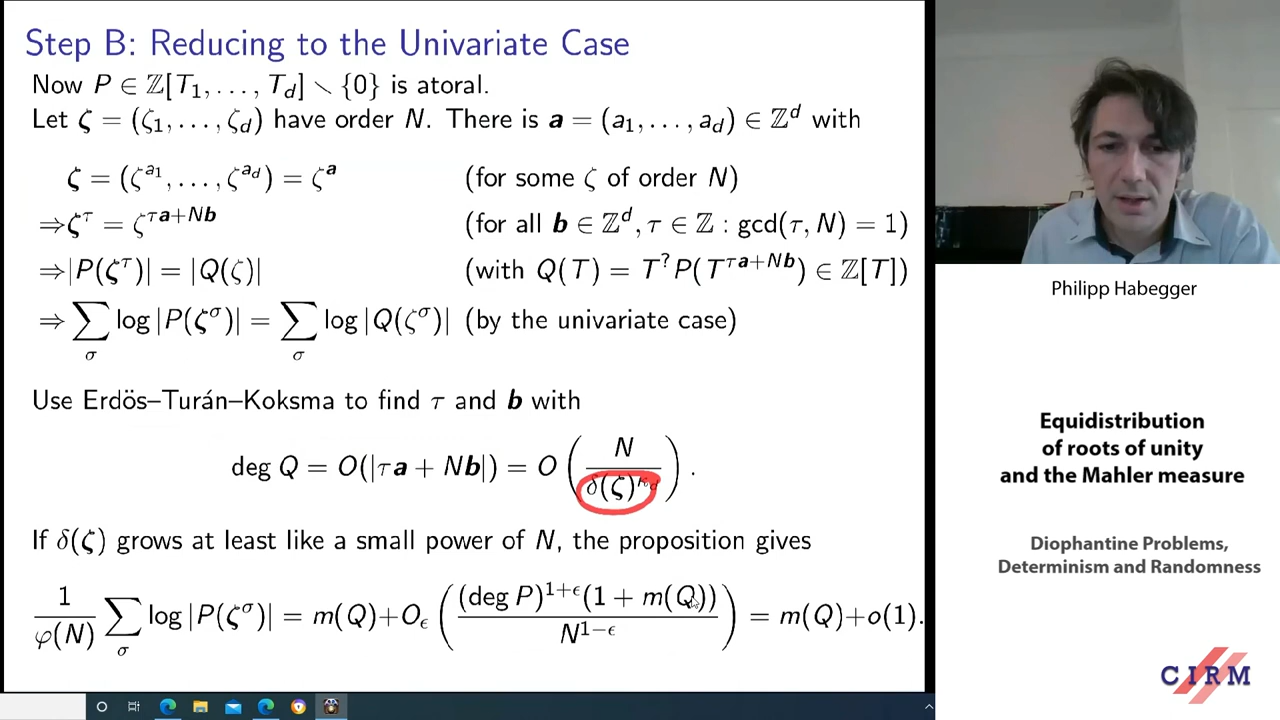 Step B: Reducing to the Univariate Case
Now P ∈ ℤ[T₁, . . . , T_d] ∖ {0} is atoral.
Let ζ = (ζ₁, . . . , ζ_d) have order N. There is a = (a₁, . . . , a_d) ∈ ℤ^d with
ζ = (ζ^{a₁}, . . . , ζ^{a_d}) = ζ^a (for some ζ of order N)
⇒ζ^τ = ζ^{τa+Nb} (for all b ∈ ℤ^d, τ ∈ ℤ : gcd(τ, N) = 1)
⇒|P(ζ^τ)| = |Q(ζ)| (with Q(T) = T^? P(T^{τa+Nb}) ∈ ℤ[T])
⇒ ∑_σ log |P(ζ^σ)| = ∑_σ log |Q(ζ^σ)| (by the univariate case)
Use Erdös–Turán–Koksma to find τ and b with
deg Q = O(|τa + Nb|) = O(N / δ(ζ)^{κ_d}).
If δ(ζ) grows at least like a small power of N, the proposition gives
1/φ(N) ∑_σ log |P(ζ^σ)| = m(Q)+O_ϵ((deg P)^{1+ϵ}(1 + m(Q)) / N^{1−ϵ}) = m(Q)+o(1).
Philipp Habegger
Equidistribution
of roots of unity
and the Mahler measure
Diophantine Problems,
Determinism and Randomness
CIRM